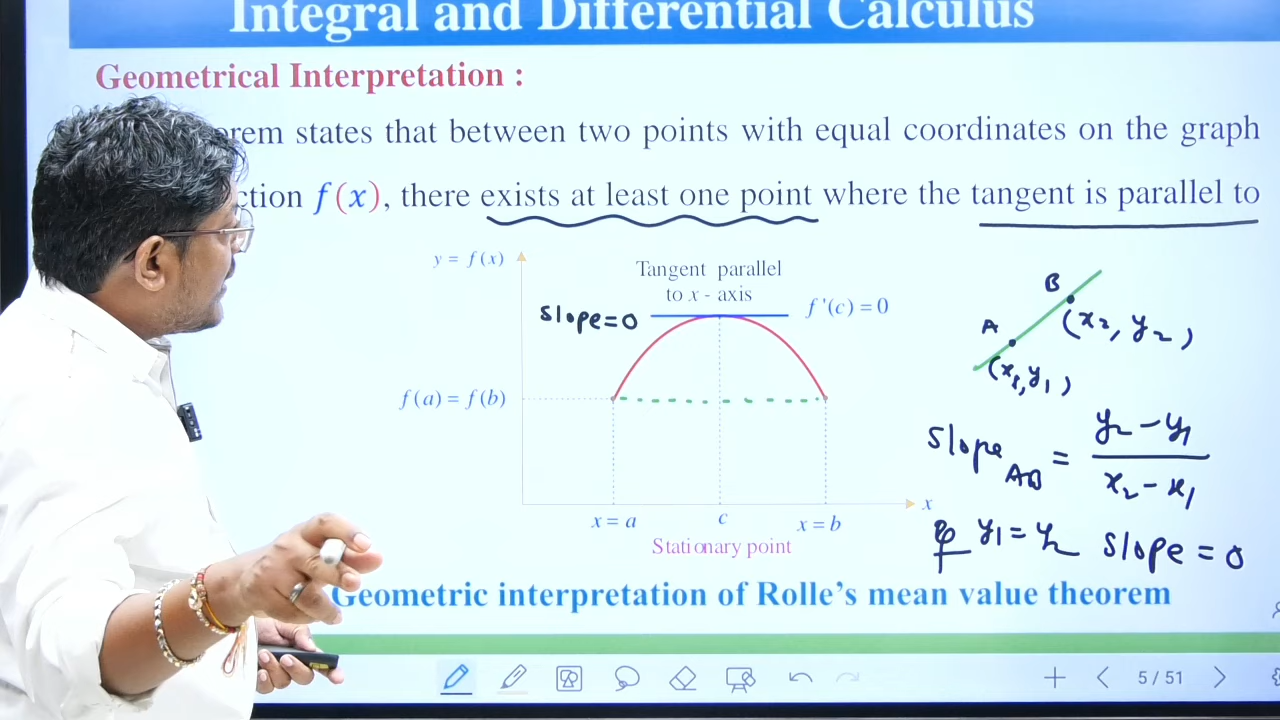 Integral and Differential Calculus
Geometrical Interpretation :
states that between two points with equal coordinates on the graph
f(x), there exists at least one point where the tangent is parallel to
y = f(x)
Tangent parallel
to x - axis
slope=0
f'(c) = 0
f(a) = f(b)
x
x = a
c
x = b
Stationary point
B
(x₂, y₂)
A
(x₁, y₁)
slope AB = y₂ - y₁ / x₂ - x₁
y₁ = y₂ slope = 0
Geometric interpretation of Rolle's mean value theorem
5 / 51